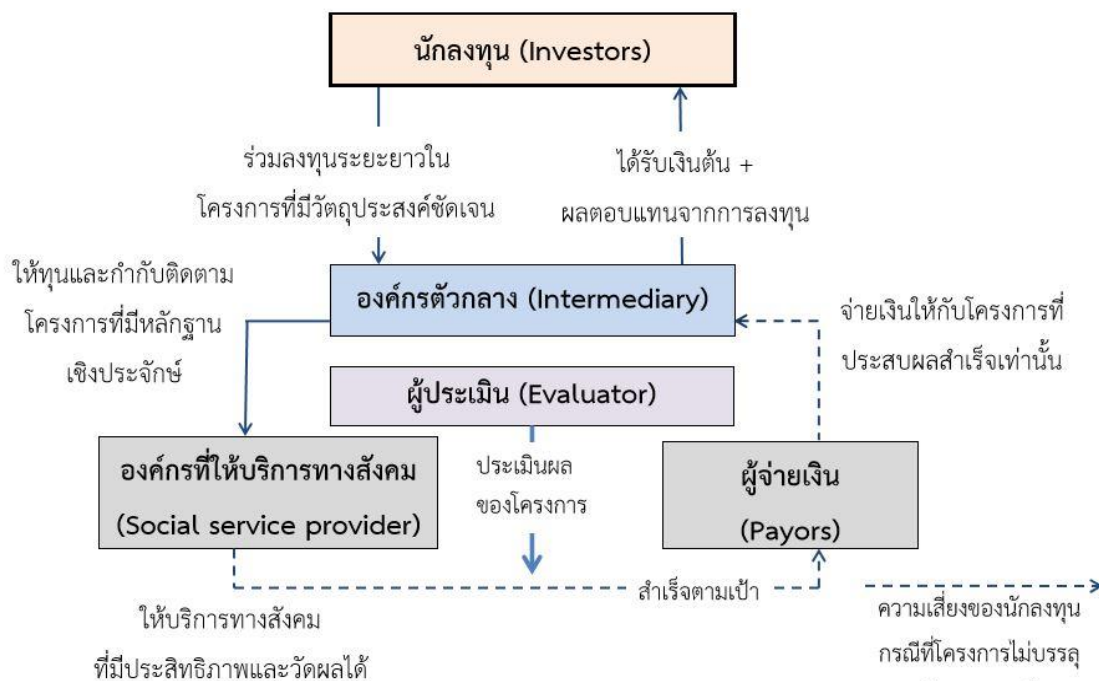 นักลงทุน (Investors)
ร่วมลงทุนระยะยาวใน
โครงการที่มีวัตถุประสงค์ชัดเจน
ได้รับเงินต้น +
ผลตอบแทนจากการลงทุน
ให้ทุนและกำกับติดตาม
โครงการที่มีหลักฐาน
เชิงประจักษ์
องค์กรตัวกลาง (Intermediary)
จ่ายเงินให้กับโครงการที่
ประสบผลสำเร็จเท่านั้น
ผู้ประเมิน (Evaluator)
องค์กรที่ให้บริการทางสังคม
(Social service provider)
ประเมินผล
ของโครงการ
ผู้จ่ายเงิน
(Payors)
สำเร็จตามเป้า
ให้บริการทางสังคม
ที่มีประสิทธิภาพและวัดผลได้
ความเสี่ยงของนักลงทุน
กรณีที่โครงการไม่บรรลุ